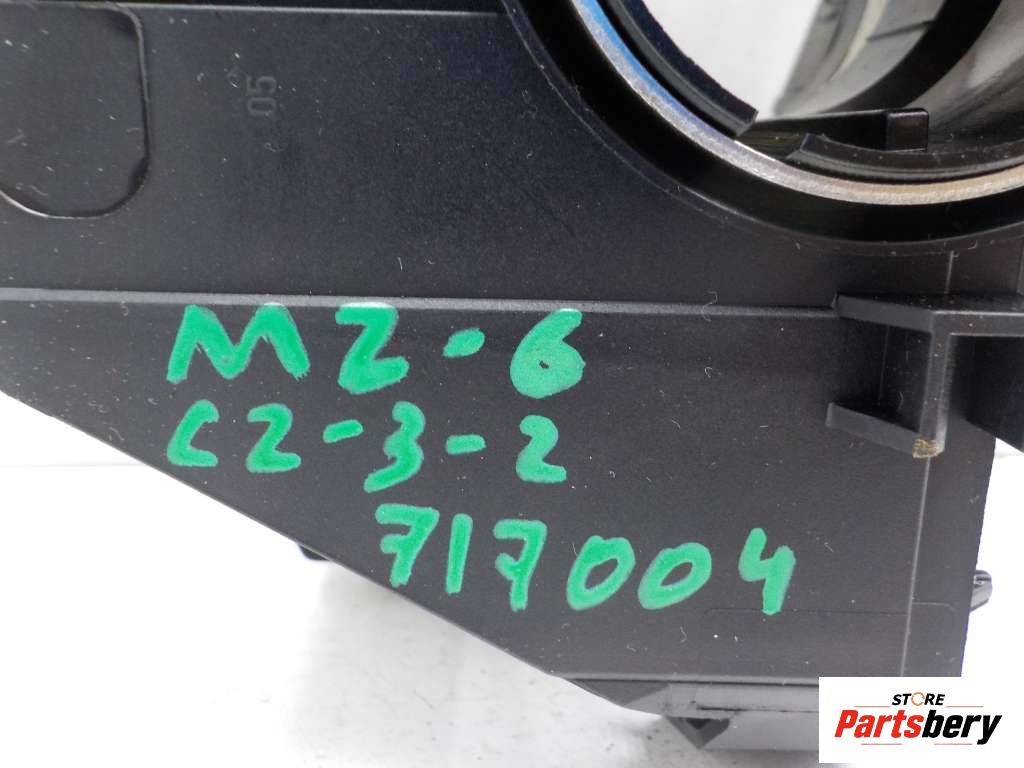 05
MZ-6
C2-3-2
717004
STORE
Partsbery